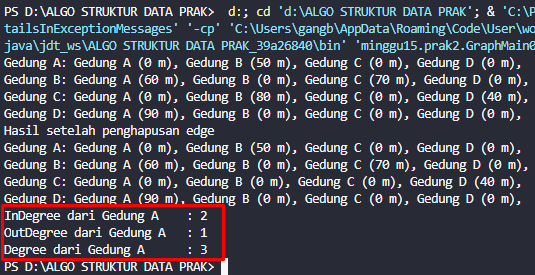 PS D:\ALGO STRUKTUR DATA PRAK>  d:; cd 'd:\ALGO STRUKTUR DATA PRAK'; & 'C:\P
tailsInExceptionMessages' '-cp' 'C:\Users\gangb\AppData\Roaming\Code\User\wo
java\jdt_ws\ALGO STRUKTUR DATA PRAK_39a26840\bin' 'minggu15.prak2.GraphMain0
Gedung A: Gedung A (0 m), Gedung B (50 m), Gedung C (0 m), Gedung D (0 m),
Gedung B: Gedung A (60 m), Gedung B (0 m), Gedung C (70 m), Gedung D (0 m),
Gedung C: Gedung A (0 m), Gedung B (80 m), Gedung C (0 m), Gedung D (40 m),
Gedung D: Gedung A (90 m), Gedung B (0 m), Gedung C (0 m), Gedung D (0 m),
Hasil setelah penghapusan edge
Gedung A: Gedung A (0 m), Gedung B (50 m), Gedung C (0 m), Gedung D (0 m),
Gedung B: Gedung A (60 m), Gedung B (0 m), Gedung C (70 m), Gedung D (0 m),
Gedung C: Gedung A (0 m), Gedung B (0 m), Gedung C (0 m), Gedung D (40 m),
Gedung D: Gedung A (90 m), Gedung B (0 m), Gedung C (0 m), Gedung D (0 m),
InDegree dari Gedung A   : 2
OutDegree dari Gedung A  : 1
Degree dari Gedung A     : 3
PS D:\ALGO STRUKTUR DATA PRAK>